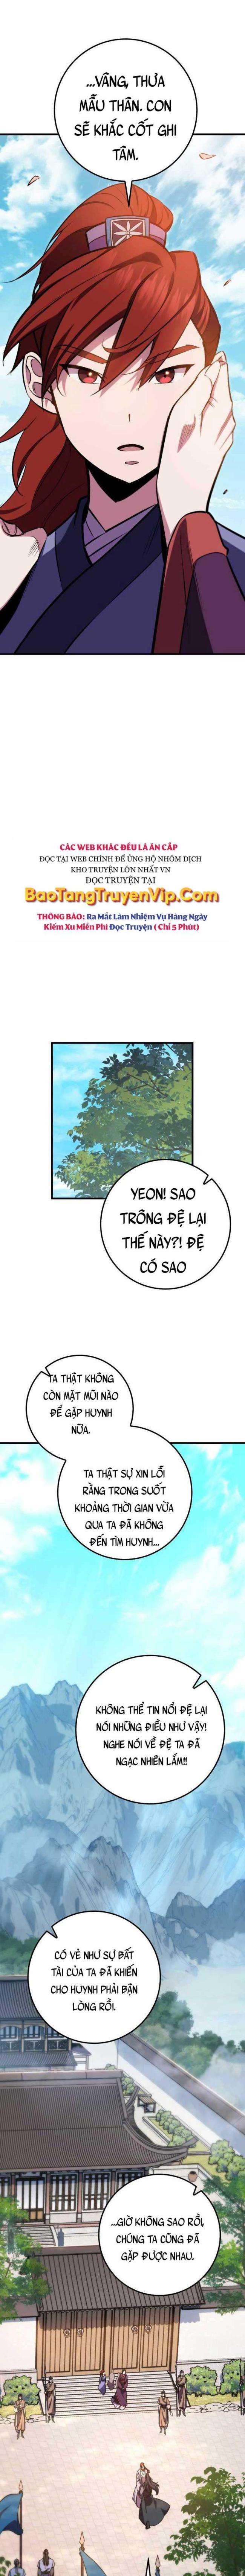 ...VÂNG, THƯA
MẪU THÂN. CON
SẼ KHẮC CỐT GHI
TÂM.
CÁC WEB KHÁC ĐỀU LÀ ĂN CẮP
ĐỌC TẠI WEB CHÍNH ĐỂ ỦNG HỘ NHÓM DỊCH
KHO TRUYỆN LỚN NHẤT VN
ĐỌC TRUYỆN TẠI
BaoTangTruyenVip.Com
THÔNG BÁO: Ra Mắt Làm Nhiệm Vụ Hàng Ngày
Kiếm Xu Miễn Phí Đọc Truyện ( Chỉ 5 Phút)
YEON! SAO
TRÔNG ĐỆ LẠI
THẾ NÀY?! ĐỆ
CÓ SAO
TA THẬT KHÔNG
CÒN MẶT MŨI NÀO
ĐỂ GẶP HUYNH
NỮA.
TA THẬT SỰ XIN LỖI
RẰNG TRONG SUỐT
KHOẢNG THỜI GIAN VỪA
QUA TA ĐÃ KHÔNG
ĐẾN TÌM HUYNH...
KHÔNG THỂ TIN NỔI ĐỆ LẠI
NÓI NHỮNG ĐIỀU NHƯ VẬY!
NGHE NÓI VỀ ĐỆ TA ĐÃ
NGẠC NHIÊN LẮM!!
CÓ VẺ NHƯ SỰ BẤT
TÀI CỦA TA ĐÃ KHIẾN
CHO HUYNH PHẢI BẬN
LÒNG RỒI.
...GIỜ KHÔNG SAO RỒI,
CHÚNG TA CŨNG ĐÃ
GẶP ĐƯỢC NHAU.